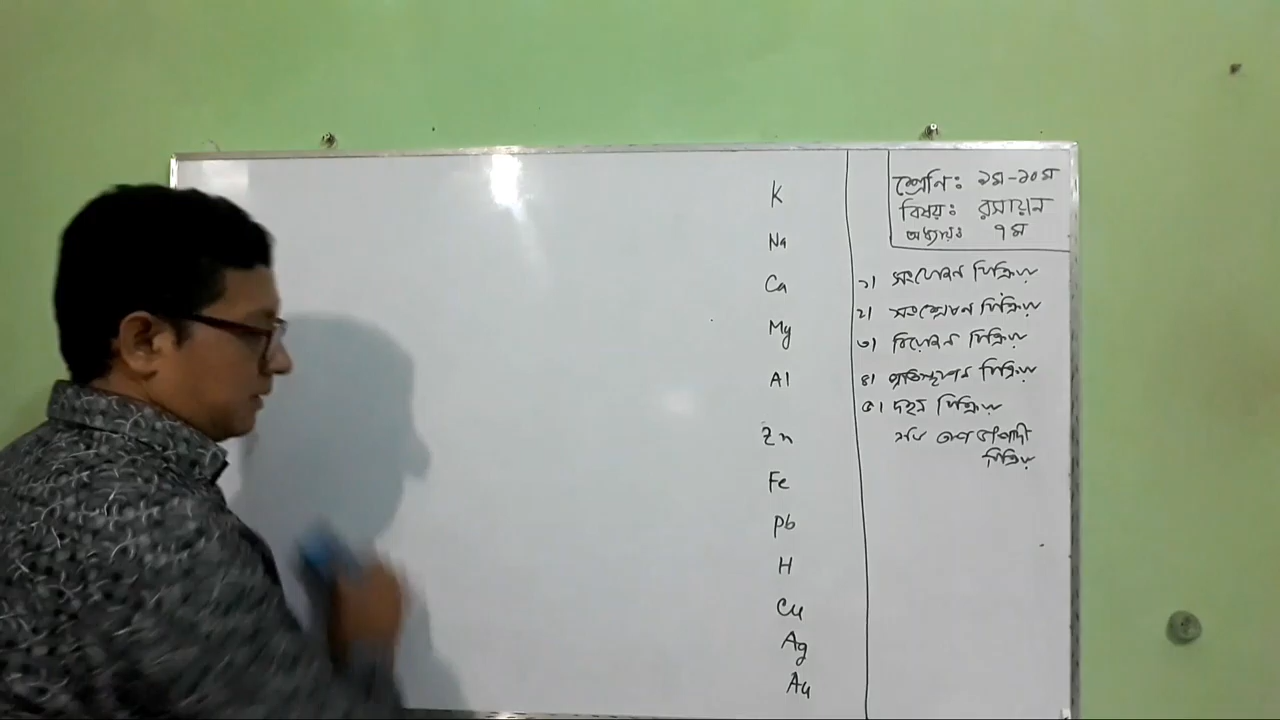 K
Na
Ca
Mg
Al
Zn
Fe
Pb
H
Cu
Ag
Au
শ্রেণি: ৯ম-১০ম
বিষয়: রসায়ন
অধ্যায়: ৭ম
১। সংযোজন বিক্রিয়া
২। সংশ্লেষণ বিক্রিয়া
৩। বিয়োজন বিক্রিয়া
৪। প্রতিস্থাপন বিক্রিয়া
৫। দহন বিক্রিয়া
বিক্রিয়া